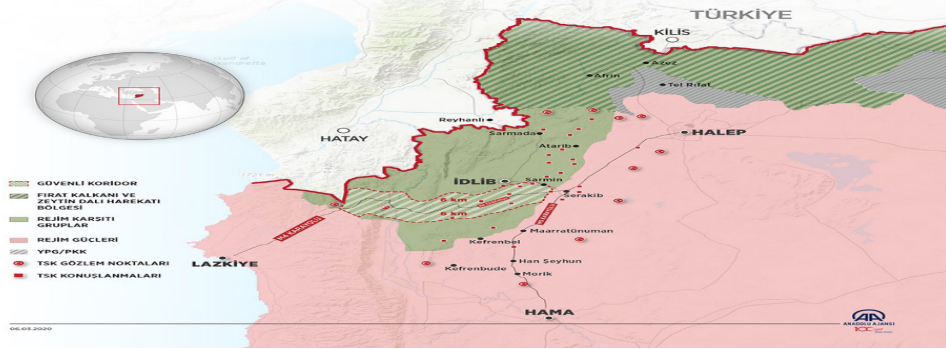 TÜRKİYE
KİLİS
Azez
Afrin
Tel Rıfat
Reyhanlı
HATAY
Sarmada
Atarib
HALEP
İDLİB
Sarmin
Serakib
6 km
6 km
M4 KARAYOLU
Maarratünuman
Kefrenbel
LAZKİYE
Kefrenbude
Han Şeyhun
Morik
HAMA
GÜVENLİ KORİDOR
FIRAT KALKANI VE
ZEYTİN DALI HAREKATI
BÖLGESİ
REJİM KARŞITI
GRUPLAR
REJİM GÜÇLERİ
YPG/PKK
TSK GÖZLEM NOKTALARI
TSK KONUŞLANMALARI
06.03.2020
AA
ANADOLU AJANSI